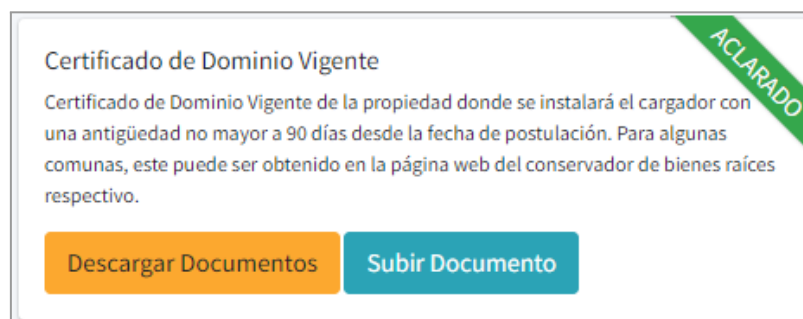 Certificado de Dominio Vigente
ACLARADO
Certificado de Dominio Vigente de la propiedad donde se instalará el cargador con
una antigüedad no mayor a 90 días desde la fecha de postulación. Para algunas
comunas, este puede ser obtenido en la página web del conservador de bienes raíces
respectivo.
Descargar Documentos
Subir Documento